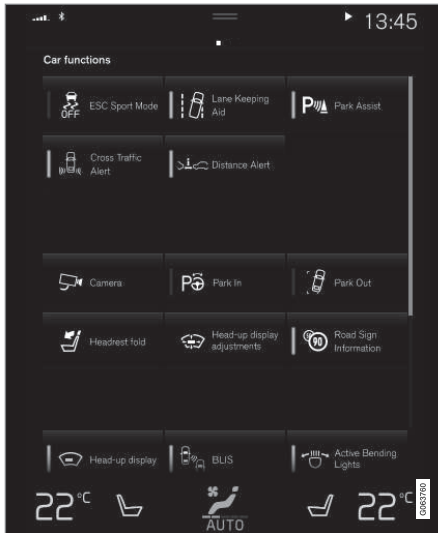 13:45
Car functions
OFF
ESC Sport Mode
Lane Keeping
Aid
P
Park Assist
Cross Traffic
Alert
Distance Alert
Camera
P
Park In
Park Out
Headrest fold
Head-up display
adjustments
90
Road Sign
Information
Head-up display
BLIS
Active Bending
Lights
22°C
AUTO
22°C
G063760